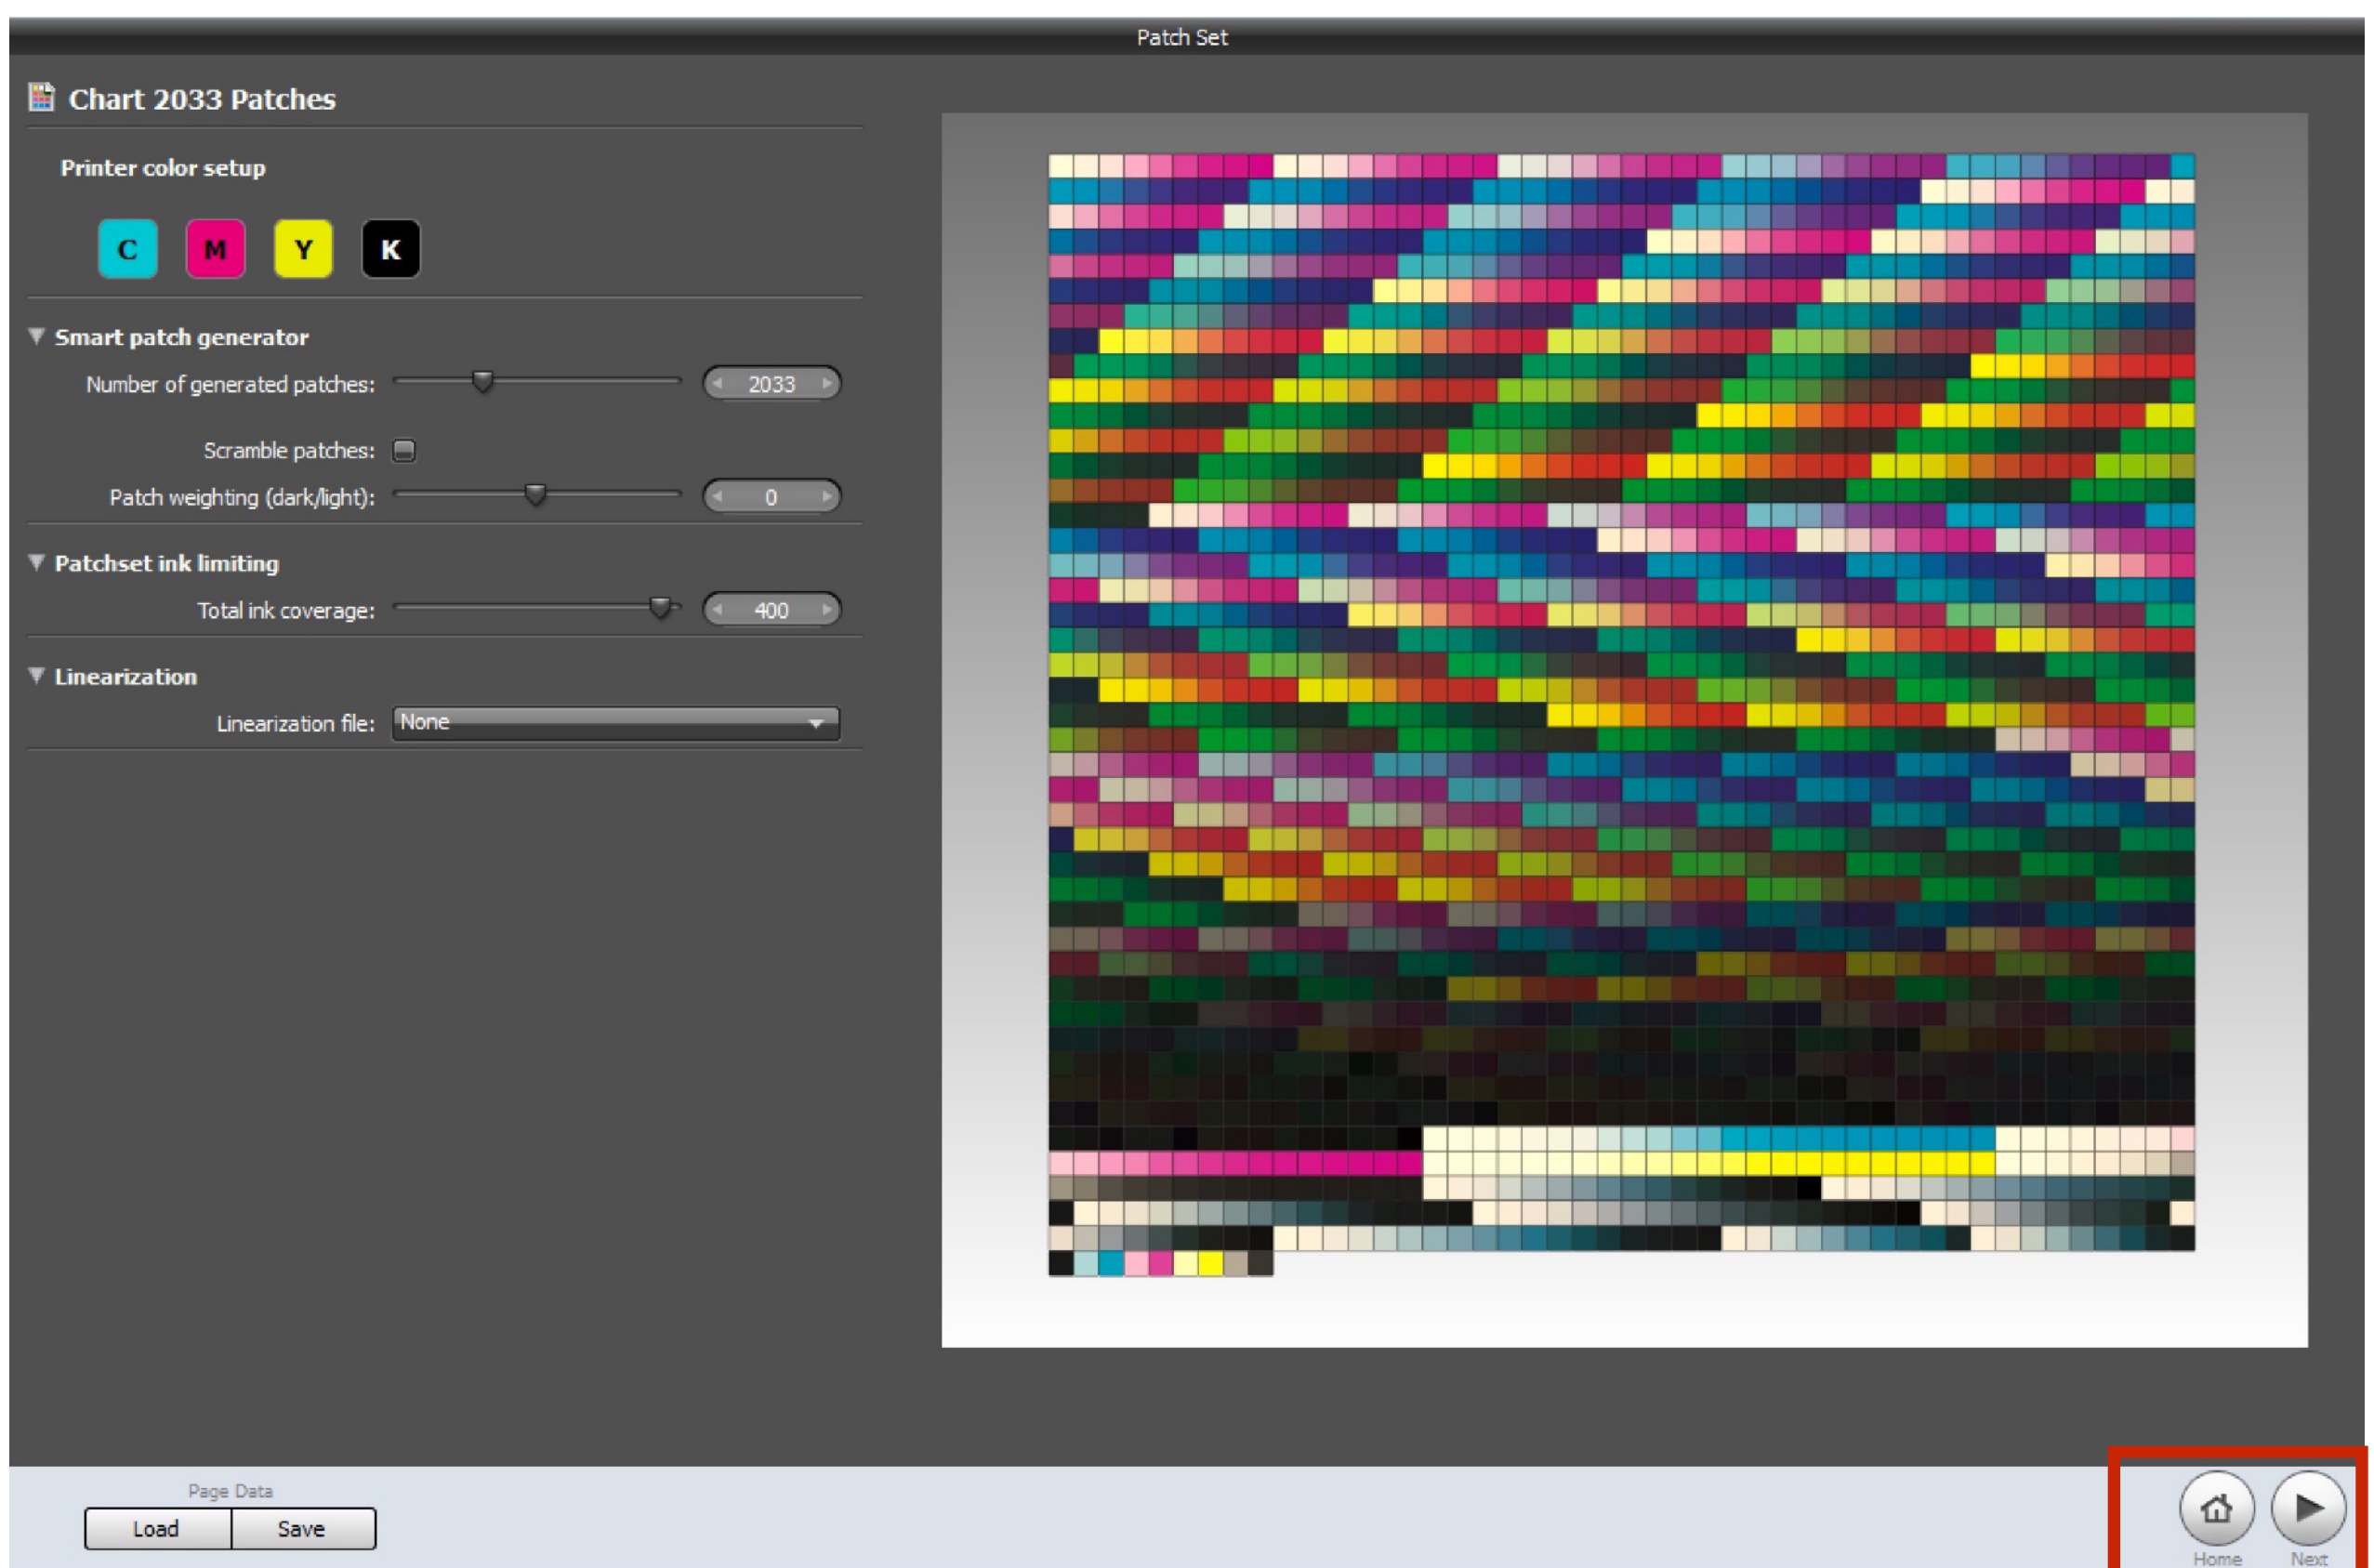 Patch Set
Chart 2033 Patches
Printer color setup
C M Y K
Smart patch generator
Number of generated patches: 2033
Scramble patches:
Patch weighting (dark/light): 0
Patchset ink limiting
Total ink coverage: 400
Linearization
Linearization file: None
Page Data
Load Save
Home Next